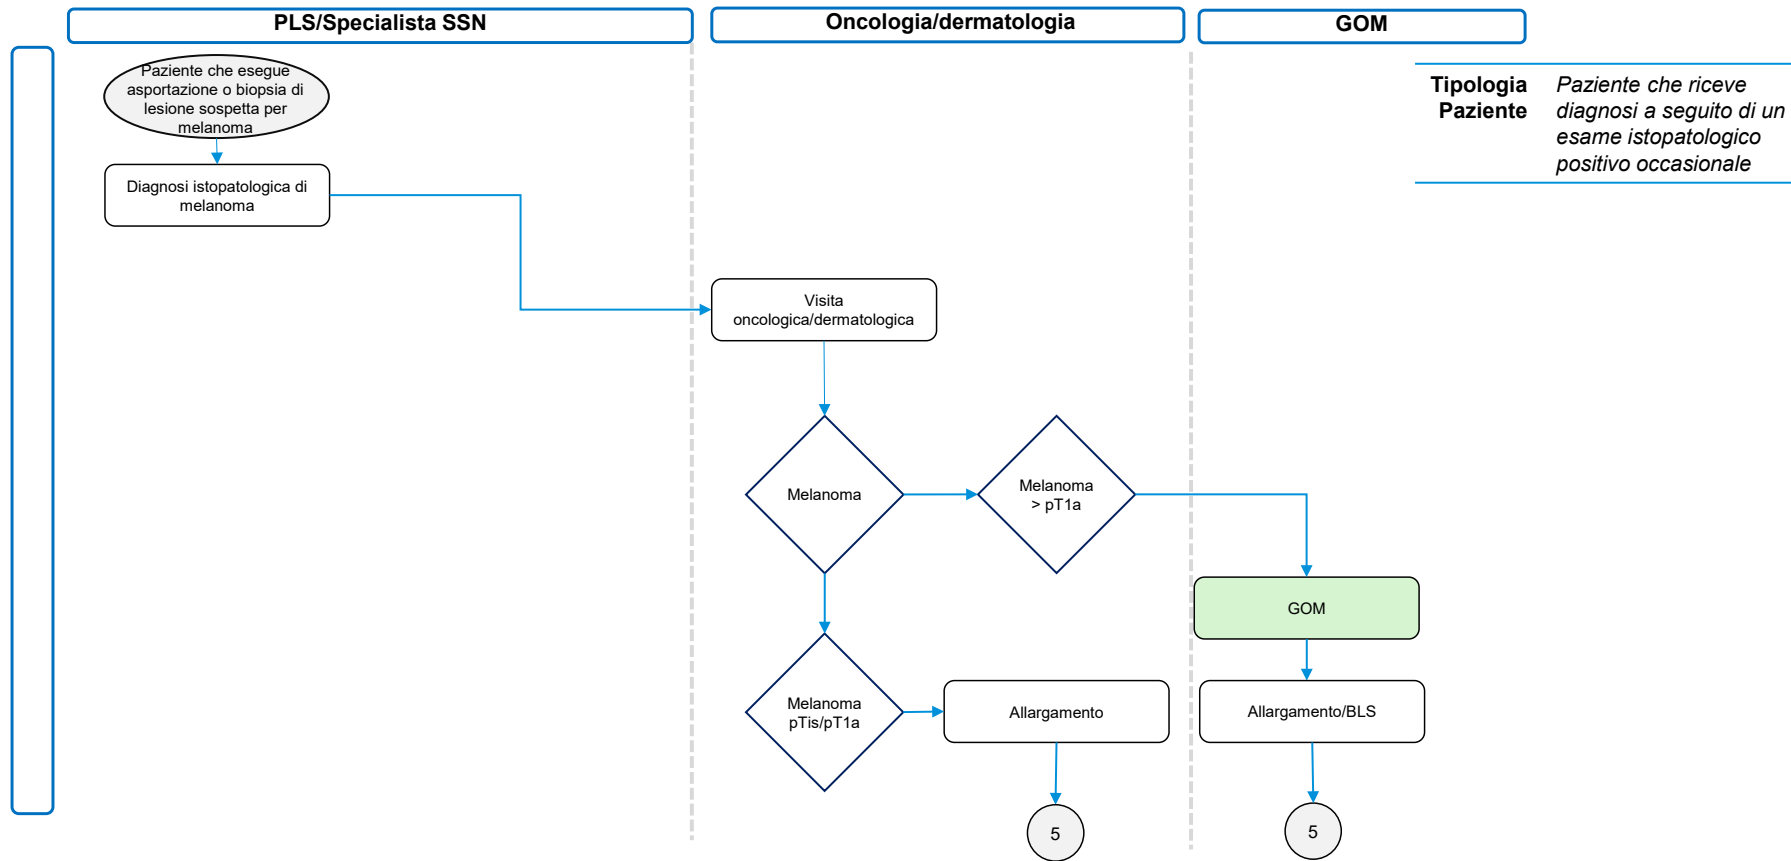 PLS/Specialista SSN
Oncologia/dermatologia
GOM
Paziente che esegue
asportazione o biopsia di
lesione sospetta per
melanoma
Tipologia
Paziente
Paziente che riceve
diagnosi a seguito di un
esame istopatologico
positivo occasionale
Diagnosi istopatologica di
melanoma
Visita
oncologica/dermatologica
Melanoma
Melanoma
> pT1a
GOM
Melanoma
pTis/pT1a
Allargamento
Allargamento/BLS
5
5